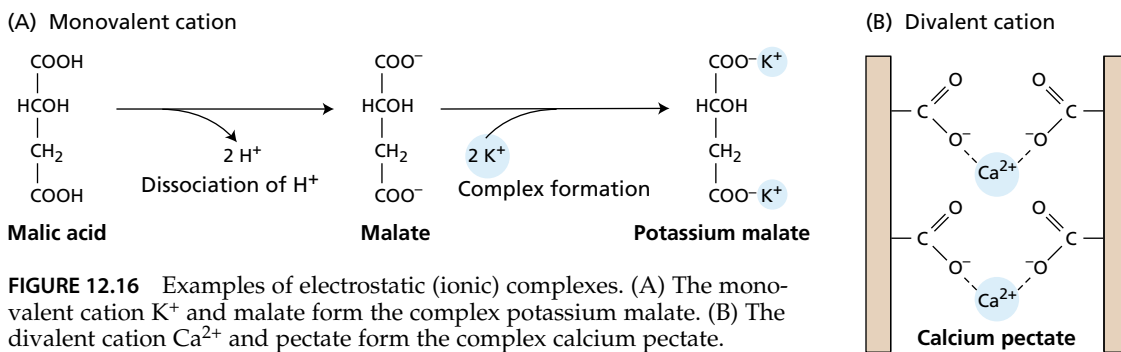 (A) Monovalent cation
COOH
HCOH
CH₂
COOH
Malic acid
2 H⁺
Dissociation of H⁺
COO⁻
HCOH
CH₂
COO⁻
Malate
2 K⁺
Complex formation
COO⁻ K⁺
HCOH
CH₂
COO⁻ K⁺
Potassium malate
(B) Divalent cation
O O
C C
O⁻ ⁻O
Ca²⁺
O O
C C
O⁻ ⁻O
Ca²⁺
Calcium pectate
FIGURE 12.16 Examples of electrostatic (ionic) complexes. (A) The mono-
valent cation K⁺ and malate form the complex potassium malate. (B) The
divalent cation Ca²⁺ and pectate form the complex calcium pectate.